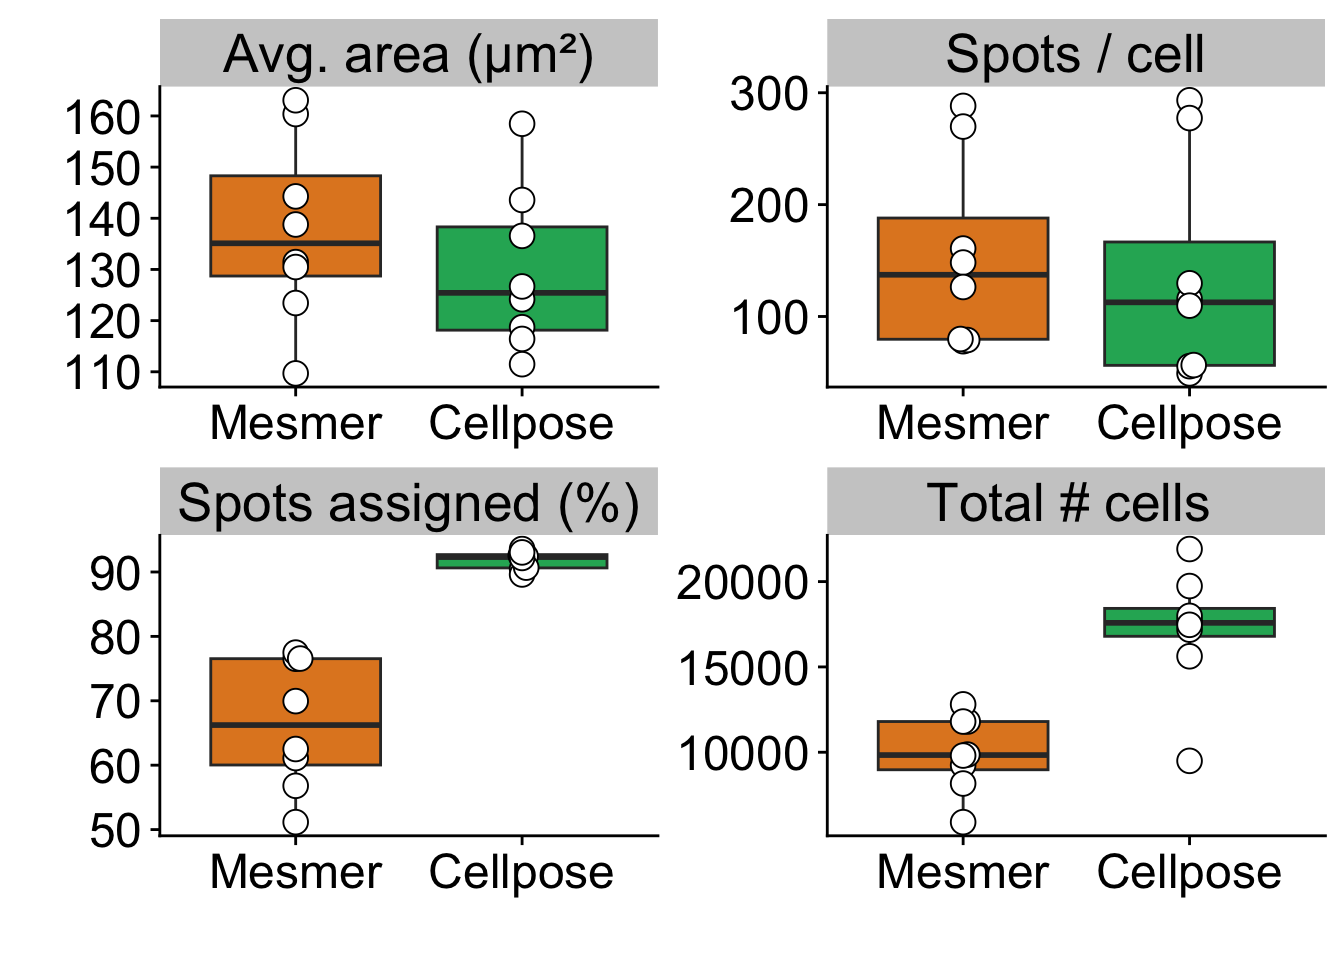 Avg. area (µm²)
160
150
140
130
120
110
Mesmer Cellpose
Spots / cell
300
200
100
Mesmer Cellpose
Spots assigned (%)
90
80
70
60
50
Mesmer Cellpose
Total # cells
20000
15000
10000
Mesmer Cellpose